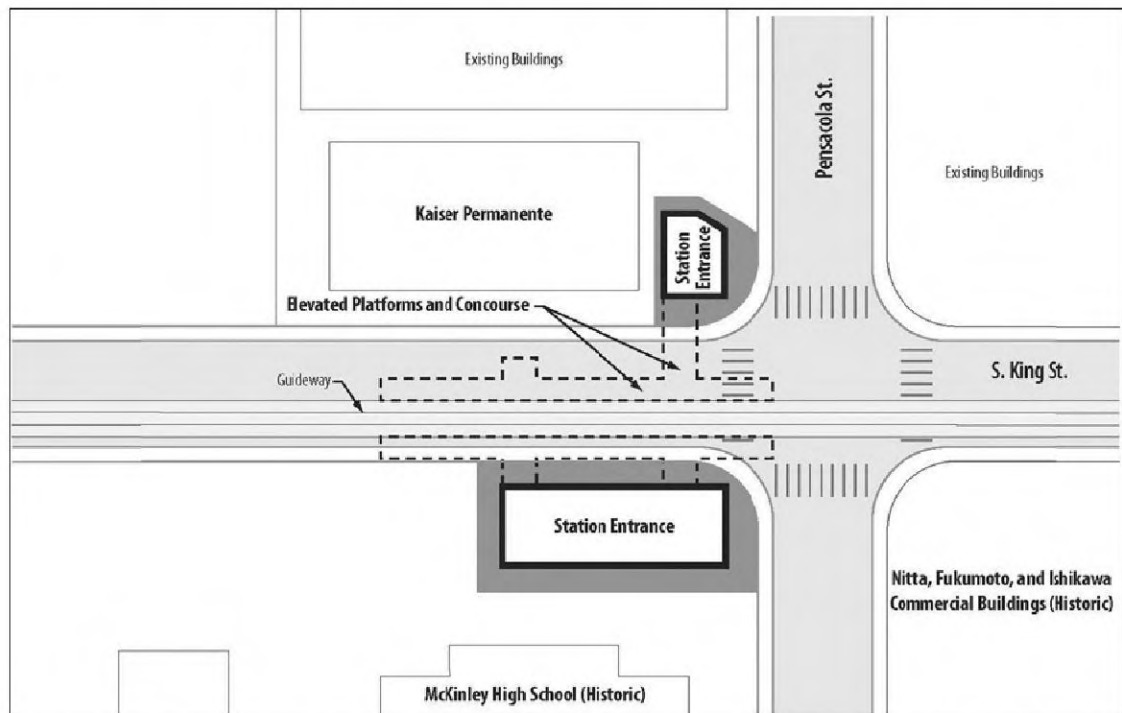 Existing Buildings
Pensacola St.
Existing Buildings
Kaiser Permanente
Station
Entrance
Elevated Platforms and Concourse
Guideway
S. King St.
Station Entrance
Nitta, Fukumoto, and Ishikawa
Commercial Buildings (Historic)
McKinley High School (Historic)